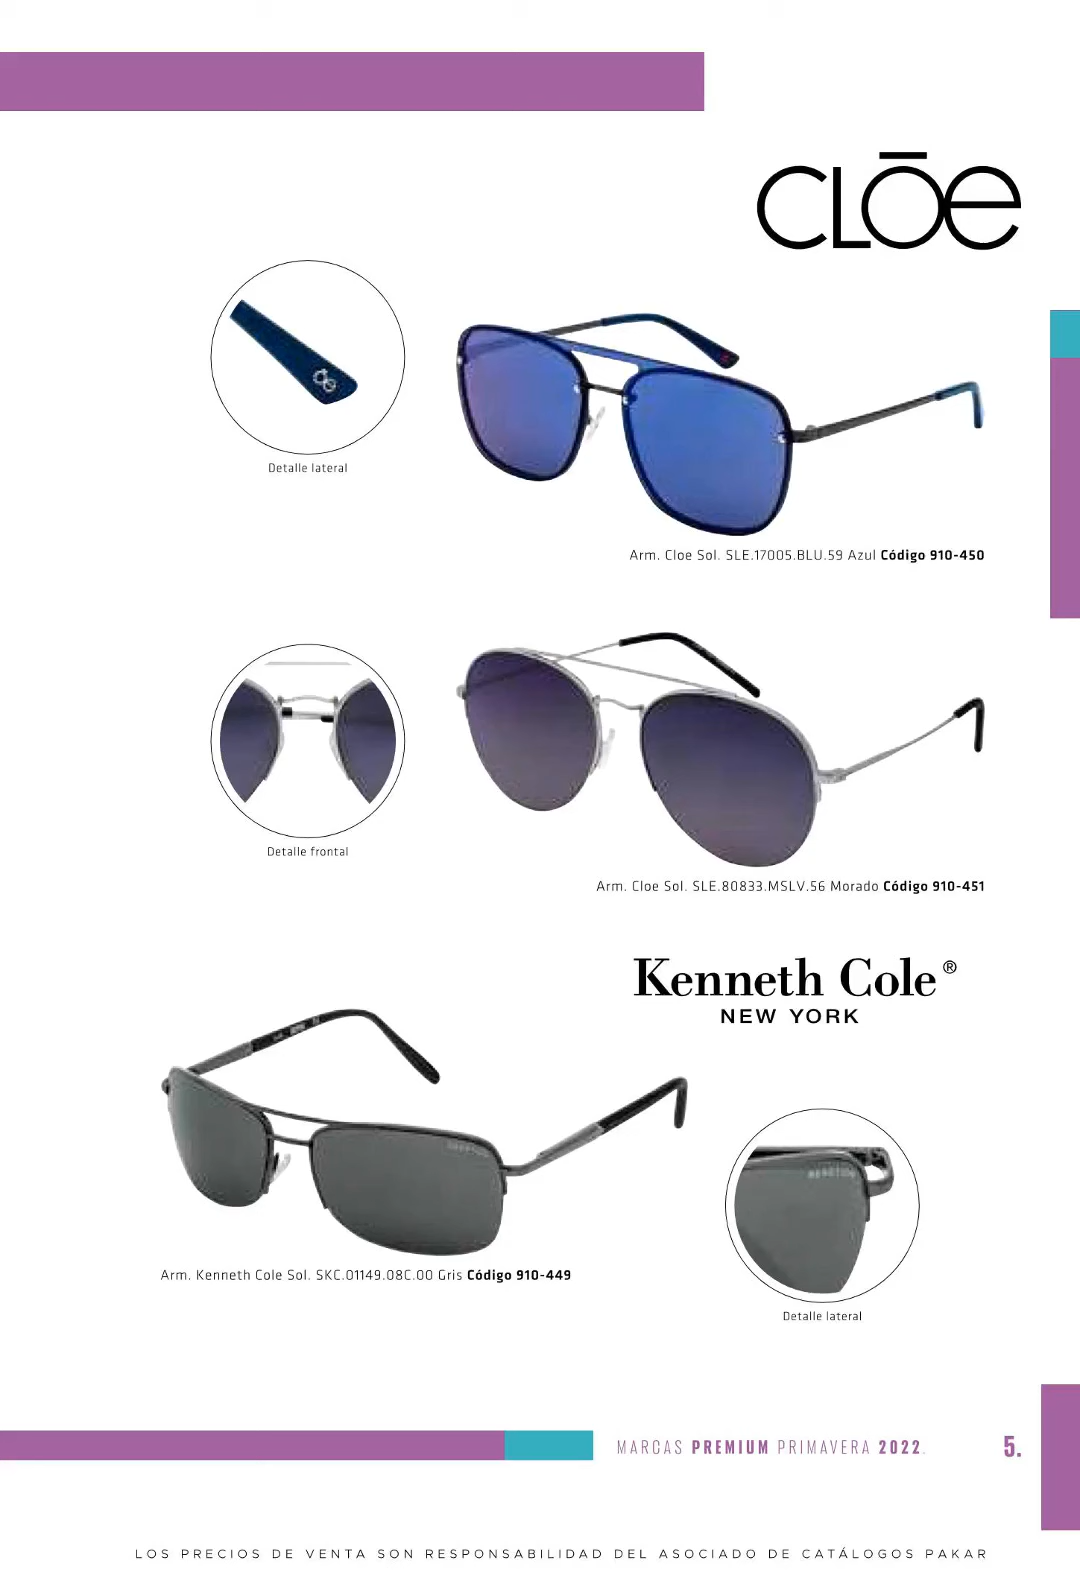 CLŌe
Detalle lateral
Arm. Cloe Sol. SLE.17005.BLU.59 Azul Código 910-450
Detalle frontal
Arm. Cloe Sol. SLE.80833.MSLV.56 Morado Código 910-451
Kenneth Cole®
NEW YORK
Arm. Kenneth Cole Sol. SKC.01149.08C.00 Gris Código 910-449
Detalle lateral
MARCAS PREMIUM PRIMAVERA 2022.
5.
LOS PRECIOS DE VENTA SON RESPONSABILIDAD DEL ASOCIADO DE CATÁLOGOS PAKAR